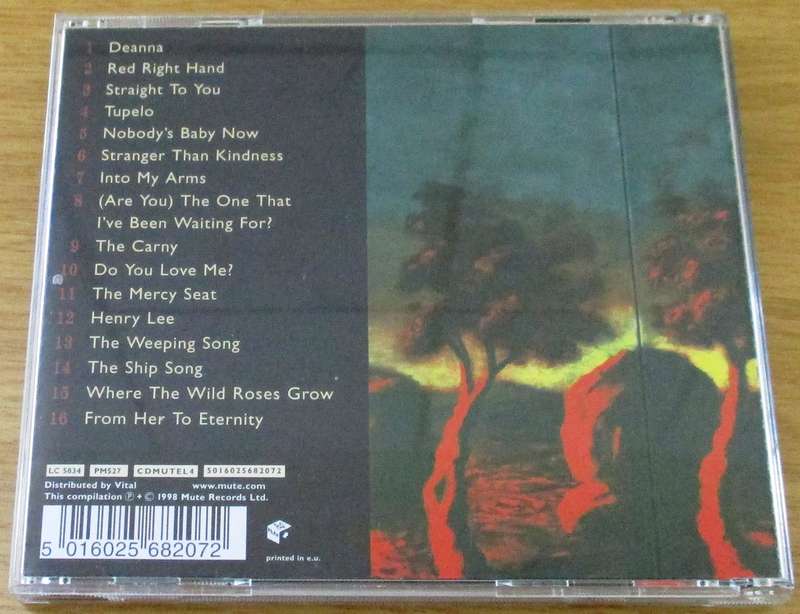 1 Deanna
2 Red Right Hand
3 Straight To You
4 Tupelo
5 Nobody's Baby Now
6 Stranger Than Kindness
7 Into My Arms
8 (Are You) The One That
I've Been Waiting For?
9 The Carny
10 Do You Love Me?
11 The Mercy Seat
12 Henry Lee
13 The Weeping Song
14 The Ship Song
15 Where The Wild Roses Grow
16 From Her To Eternity
LC 5834 PM527 CDMUTEL4 5016025682072
Distributed by Vital www.mute.com
This compilation ℗ + © 1998 Mute Records Ltd.
5 016025 682072
printed in e.u.